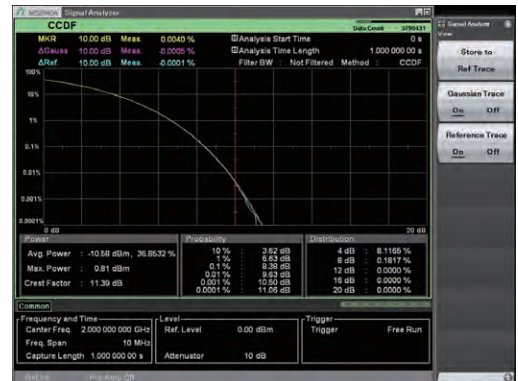 MS2690A Signal Analyzer
CCDF
Data Count 3790431
MKR 10.00 dB Meas. 0.0040 %
ΔGauss 10.00 dB Meas. -0.0005 %
ΔRef. 10.00 dB Meas. -0.0001 %
Analysis Start Time 0 s
Analysis Time Length 1.000 000 00 s
Filter BW : Not Filtered Method : CCDF
100%
10%
1%
0.1%
0.01%
0.001%
0.0001%
0 dB
20 dB
Power
Avg. Power : -10.58 dBm, 36.8532 %
Max. Power : 0.81 dBm
Crest Factor : 11.39 dB
Probability
10 % : 3.62 dB
1 % : 6.63 dB
0.1 % : 8.38 dB
0.01 % : 9.63 dB
0.001 % : 10.50 dB
0.0001 % : 11.06 dB
Distribution
4 dB : 8.1165 %
8 dB : 0.1817 %
12 dB : 0.0000 %
16 dB : 0.0000 %
20 dB : 0.0000 %
Common
Frequency and Time
Center Freq. 2.000 000 000 GHz
Freq. Span 10 MHz
Capture Length 1.000 000 00 s
Level
Ref. Level 0.00 dBm
Attenuator 10 dB
Trigger
Trigger Free Run
Ref.Int Pre-Amp Off
Signal Analyzer
View
Store to
Ref Trace
Gaussian Trace
On Off
Reference Trace
On Off